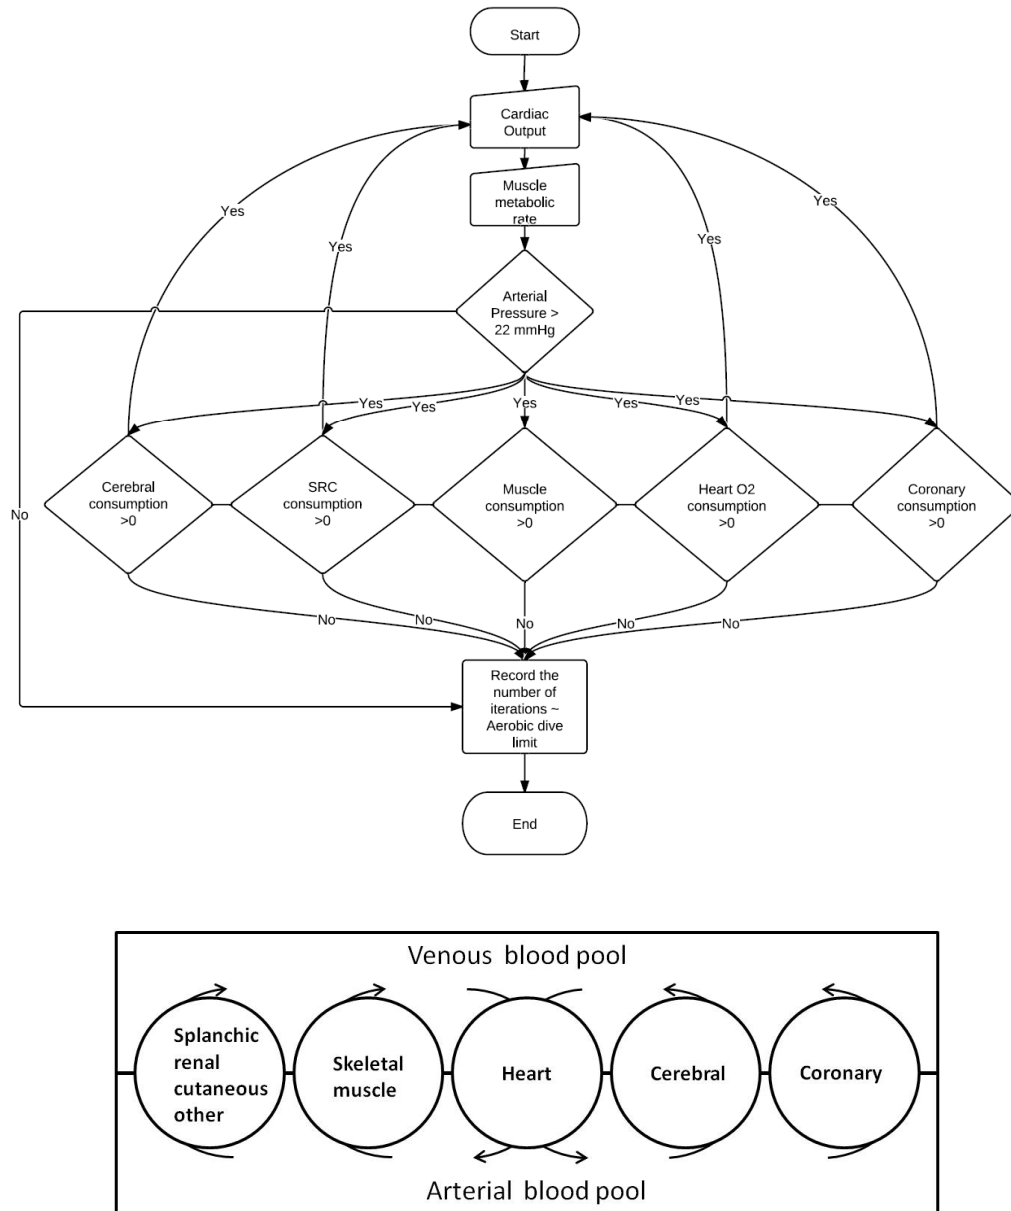 Start
Cardiac
Output
Muscle
metabolic
rate
Yes
Yes
Yes
Yes
Arterial
Pressure >
22 mmHg
Yes
Yes
Yes
Yes
Yes
Cerebral
consumption
>0
SRC
consumption
>0
Muscle
consumption
>0
Heart O2
consumption
>0
Coronary
consumption
>0
No
No
No
No
No
No
Record the
number of
iterations ~
Aerobic dive
limit
End
Venous blood pool
Splanchic
renal
cutaneous
other
Skeletal
muscle
Heart
Cerebral
Coronary
Arterial blood pool